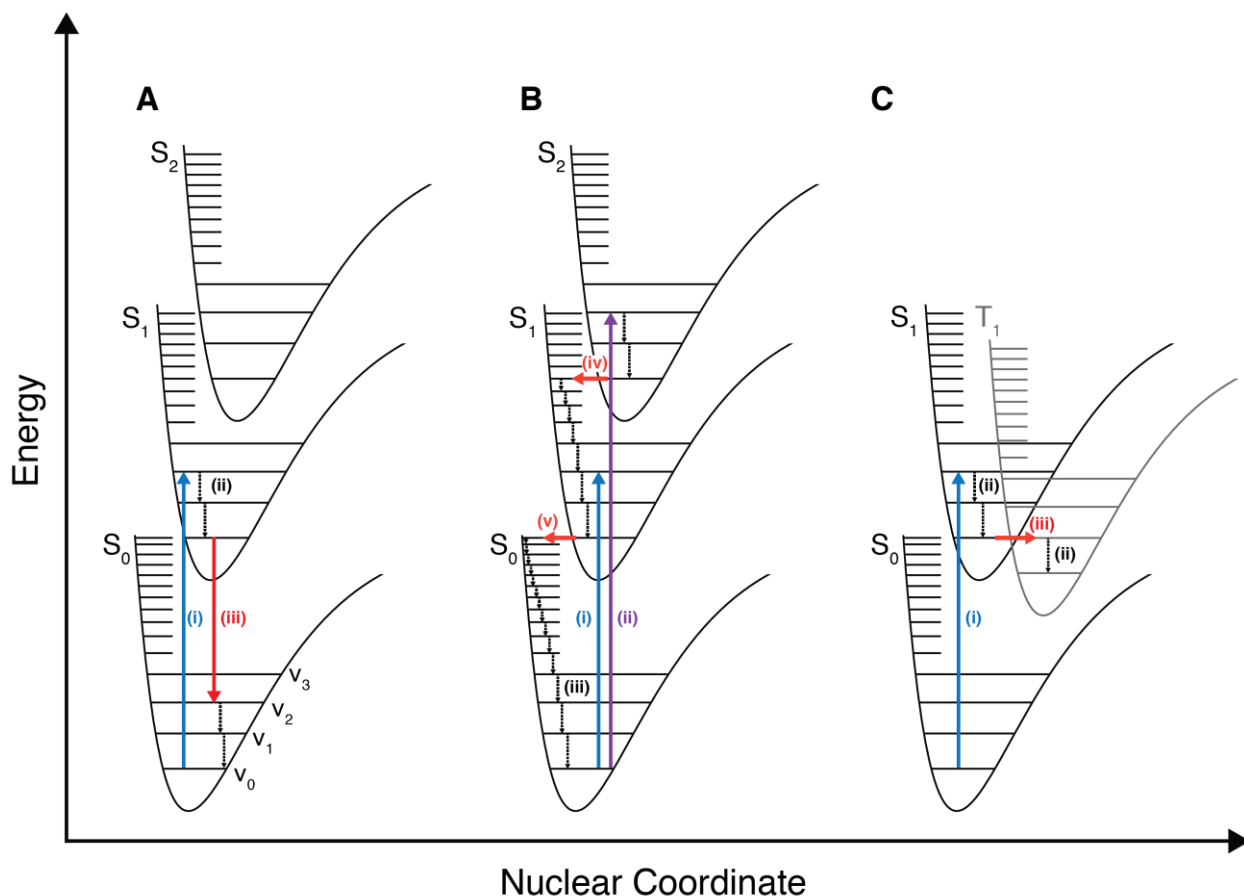 A
B
C
S2
S2
S1
S1
S1
T1
(iv)
(ii)
(ii)
(v)
(iii)
(ii)
S0
S0
S0
(i)
(iii)
(i)
(ii)
(i)
(iii)
v3
v2
v1
v0
Energy
Nuclear Coordinate